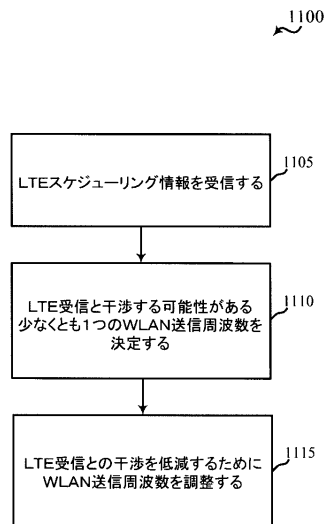 1100
LTEスケジューリング情報を受信する
1105
LTE受信と干渉する可能性がある
少なくとも1つのWLAN送信周波数を
決定する
1110
LTE受信との干渉を低減するために
WLAN送信周波数を調整する
1115